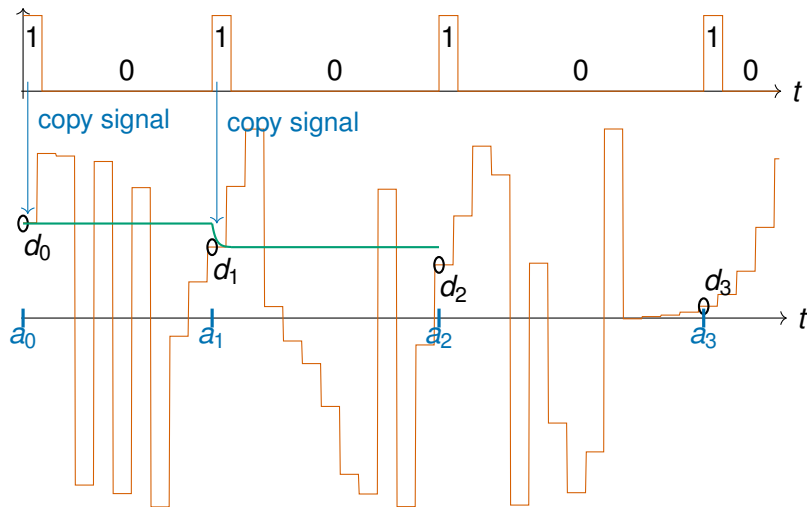 1 1 1 1
0 0 0 0
t
copy signal copy signal
d0
d1
d2
d3
t
a0 a1 a2 a3